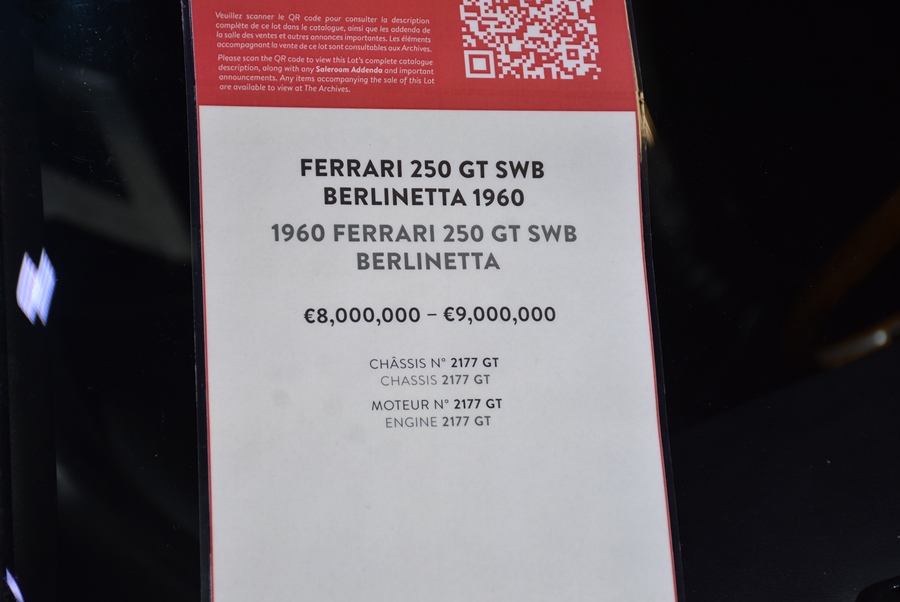 Veuillez scanner le QR code pour consulter la description
complète de ce lot dans le catalogue, ainsi que les addenda de
la salle des ventes et autres annonces importantes. Les éléments
accompagnant la vente de ce lot sont consultables aux Archives.
Please scan the QR code to view this Lot's complete catalogue
description, along with any Saleroom Addenda and important
announcements. Any items accompanying the sale of this Lot
are available to view at The Archives.
FERRARI 250 GT SWB
BERLINETTA 1960
1960 FERRARI 250 GT SWB
BERLINETTA
€8,000,000 – €9,000,000
CHÂSSIS N° 2177 GT
CHASSIS 2177 GT
MOTEUR N° 2177 GT
ENGINE 2177 GT